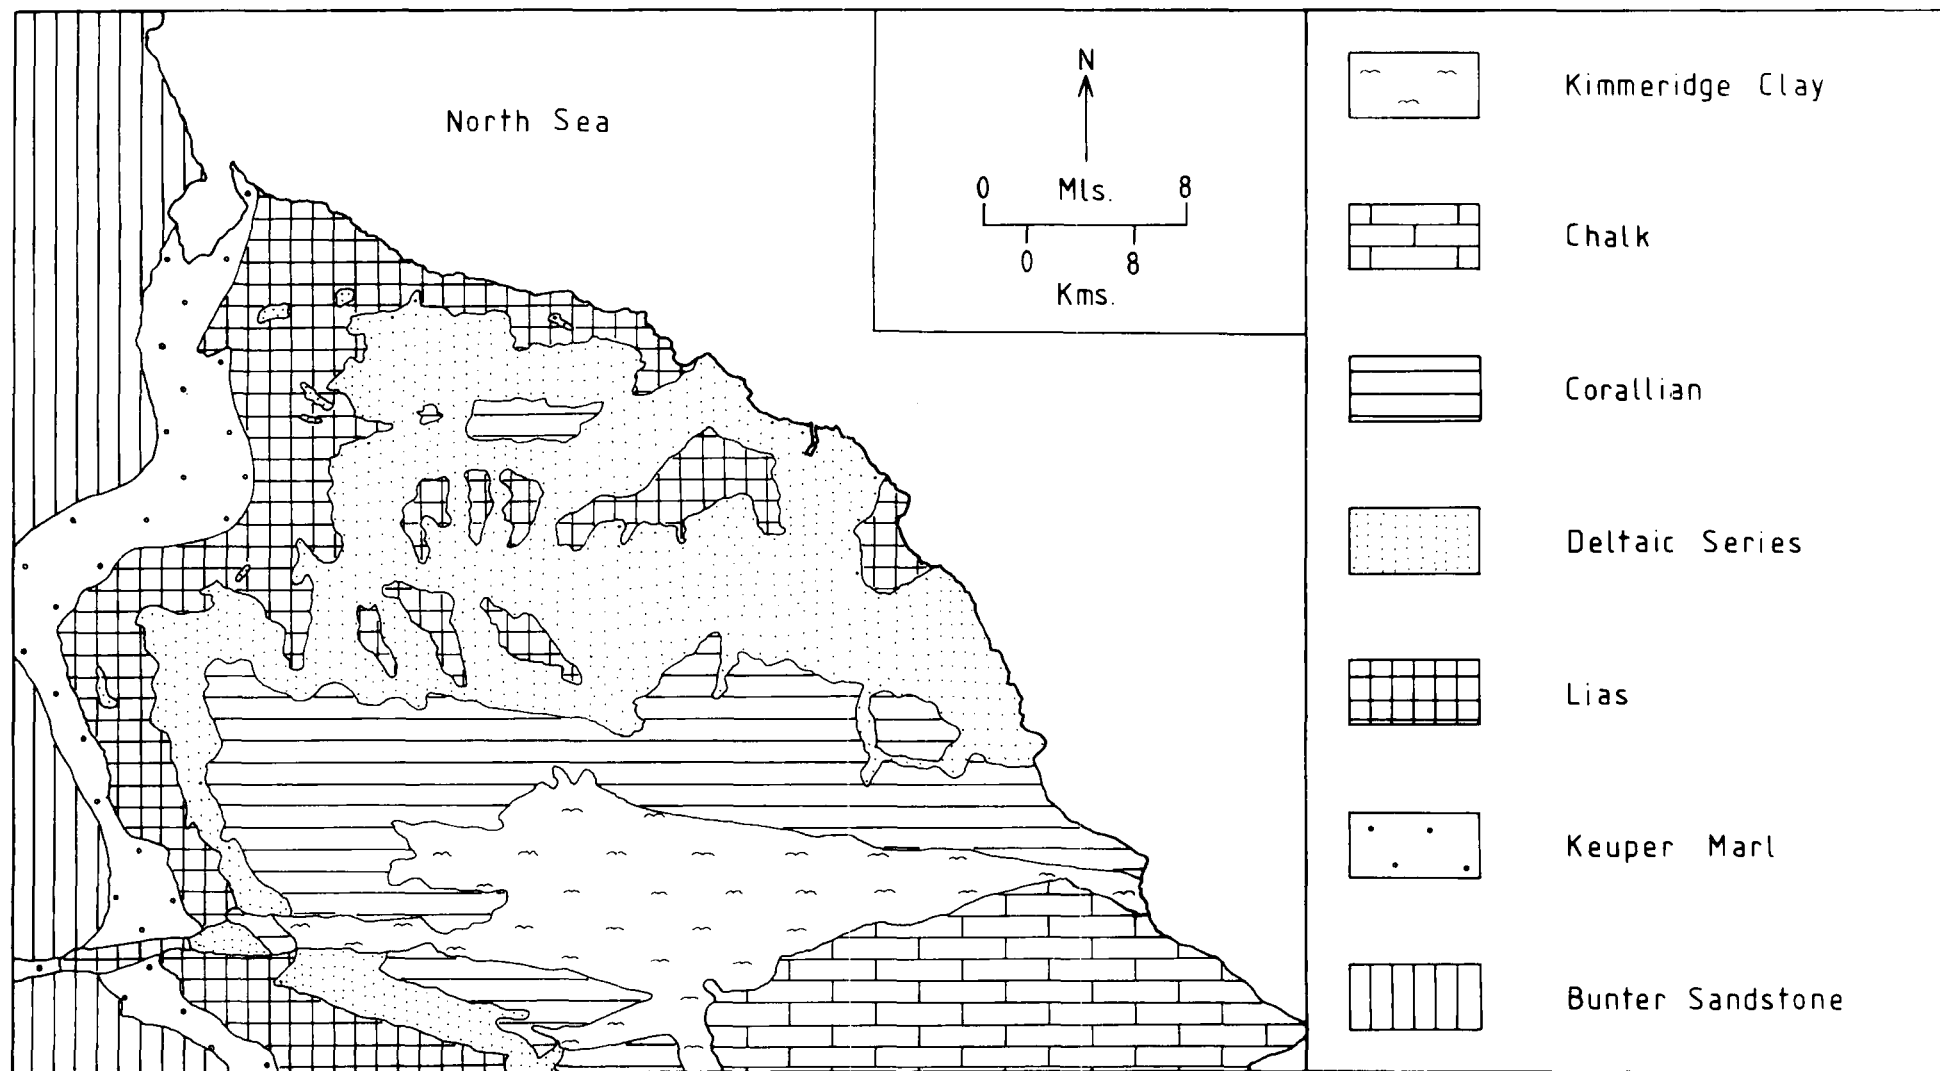 North Sea
N
0 Mls. 8
0 8
Kms.
Kimmeridge Clay
Chalk
Corallian
Deltaic Series
Lias
Keuper Marl
Bunter Sandstone